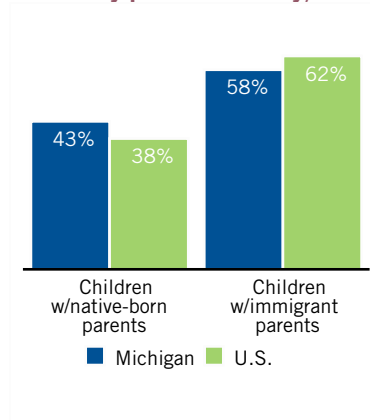 43%
38%
58%
62%
Children
w/native-born
parents
Children
w/immigrant
parents
Michigan
U.S.